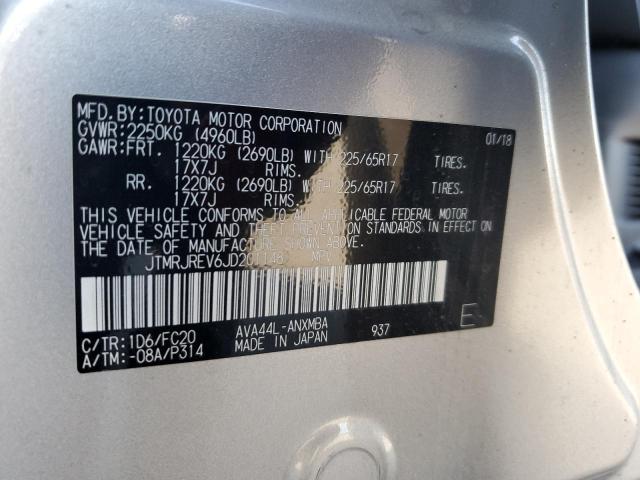 MFD.BY:TOYOTA MOTOR CORPORATION 01/18
GVWR:2250KG (4960LB)
GAWR:FRT. 1220KG (2690LB) WITH 225/65R17 TIRES.
17X7J RIMS.
RR. 1220KG (2690LB) WITH 225/65R17 TIRES.
17X7J RIMS.
THIS VEHICLE CONFORMS TO ALL APPLICABLE FEDERAL MOTOR
VEHICLE SAFETY AND THEFT PREVENTION STANDARDS IN EFFECT ON
THE DATE OF MANUFACTURE SHOWN ABOVE.
JTMRJREV6JD201148 MPV
C/TR:1D6/FC20 AVA44L-ANXMBA 937 E
A/TM:-08A/P314 MADE IN JAPAN